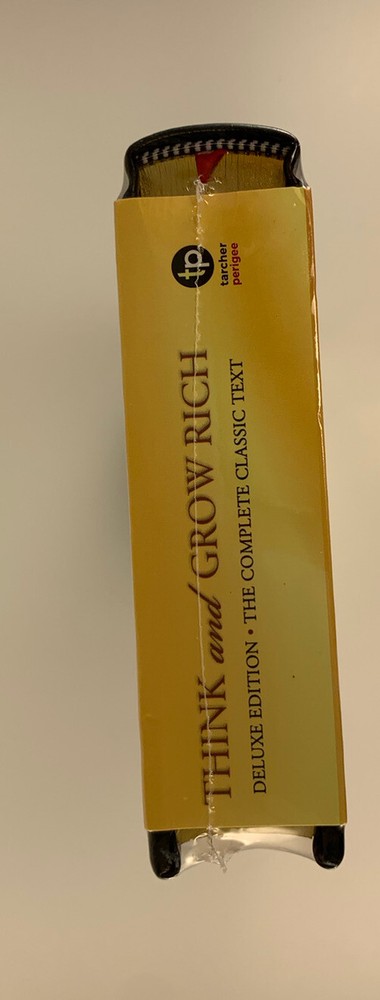 THINK and GROW RICH
DELUXE EDITION • THE COMPLETE CLASSIC TEXT
tp
tarcher
perigee